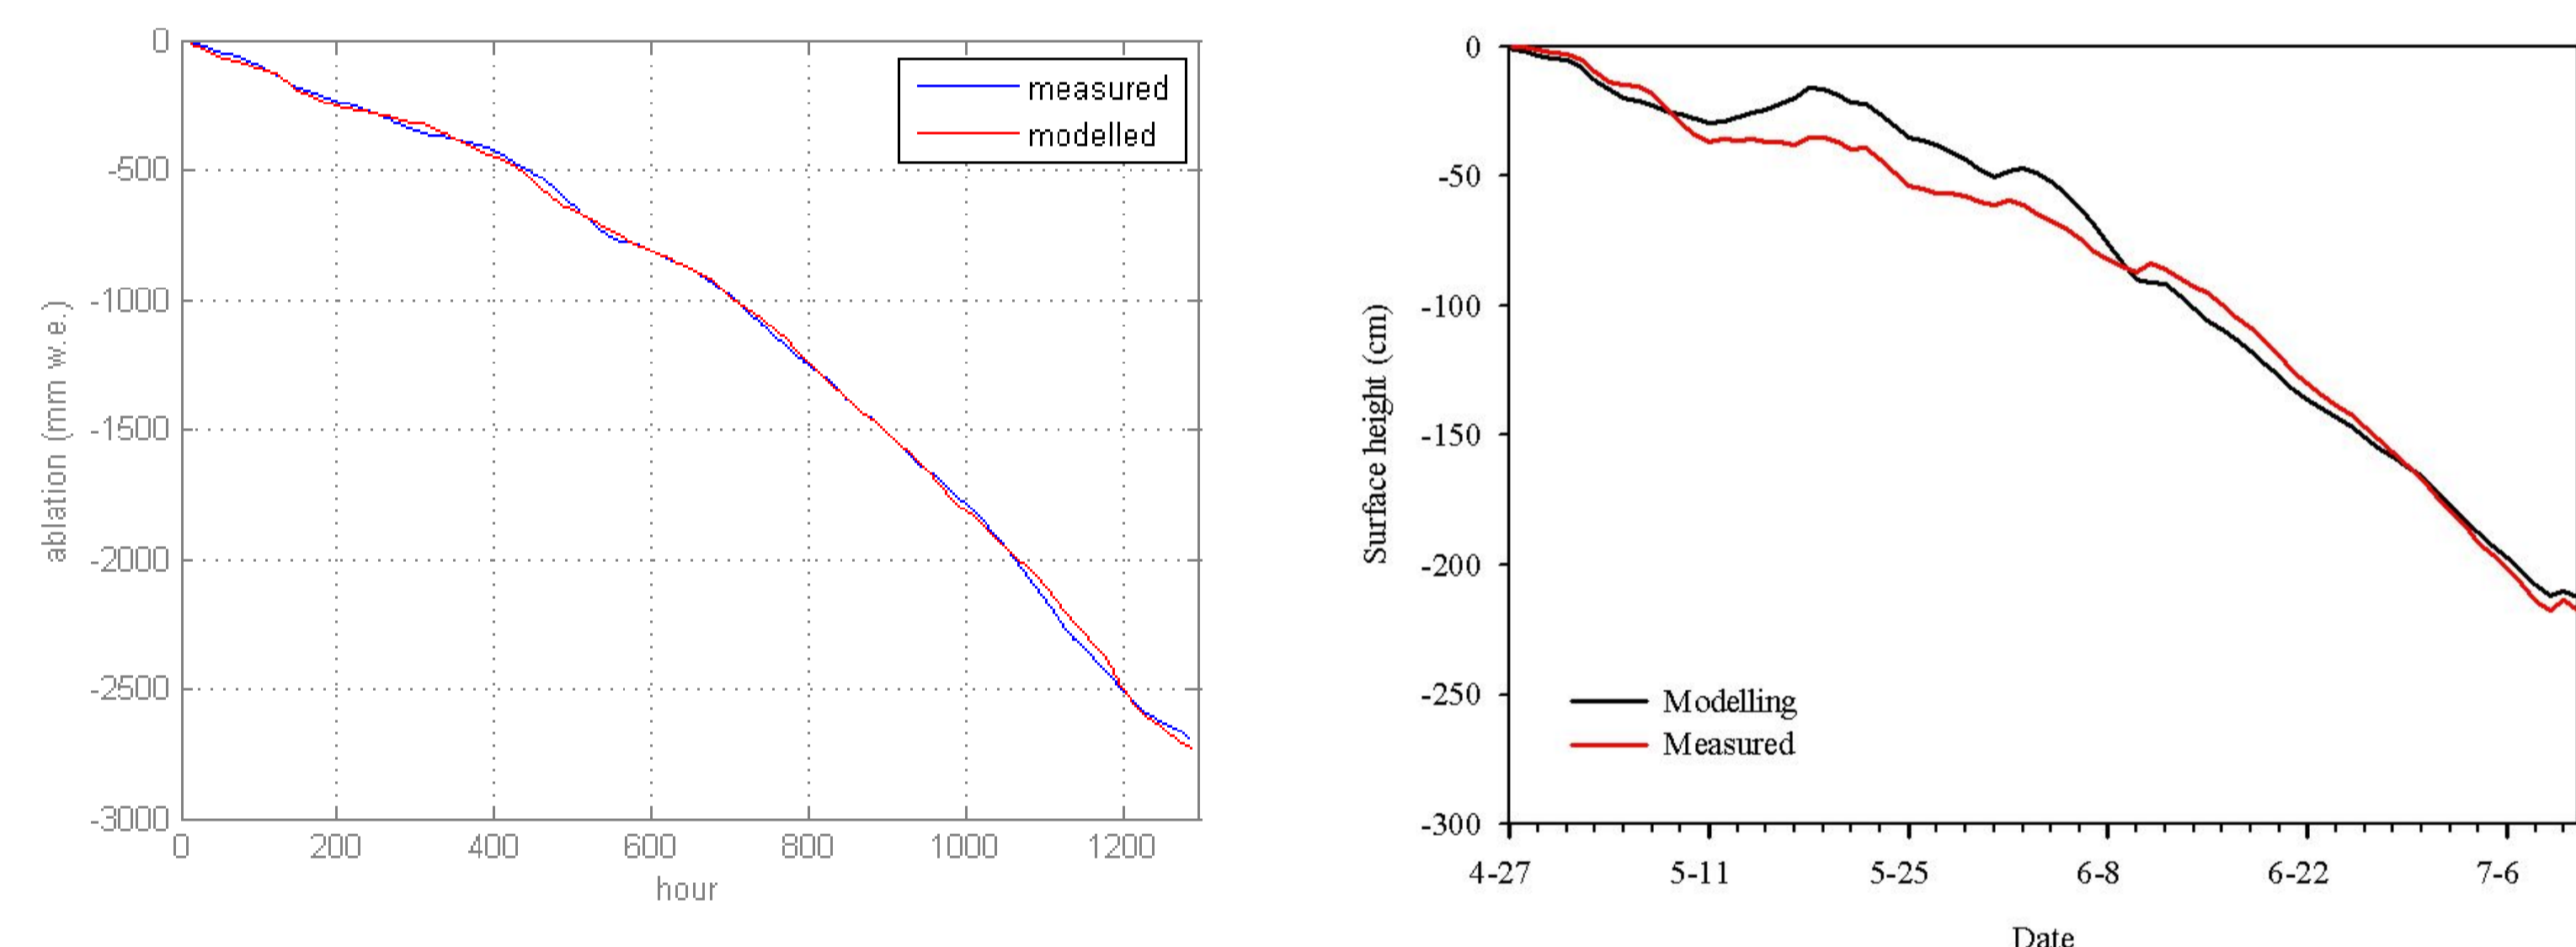 0
-500
-1000
-1500
-2000
-2500
-3000
ablation (mm w.e.)
0 200 400 600 800 1000 1200
hour
measured
modelled
0
-50
-100
-150
-200
-250
-300
Surface height (cm)
Modelling
Measured
4-27 5-11 5-25 6-8 6-22 7-6
Date